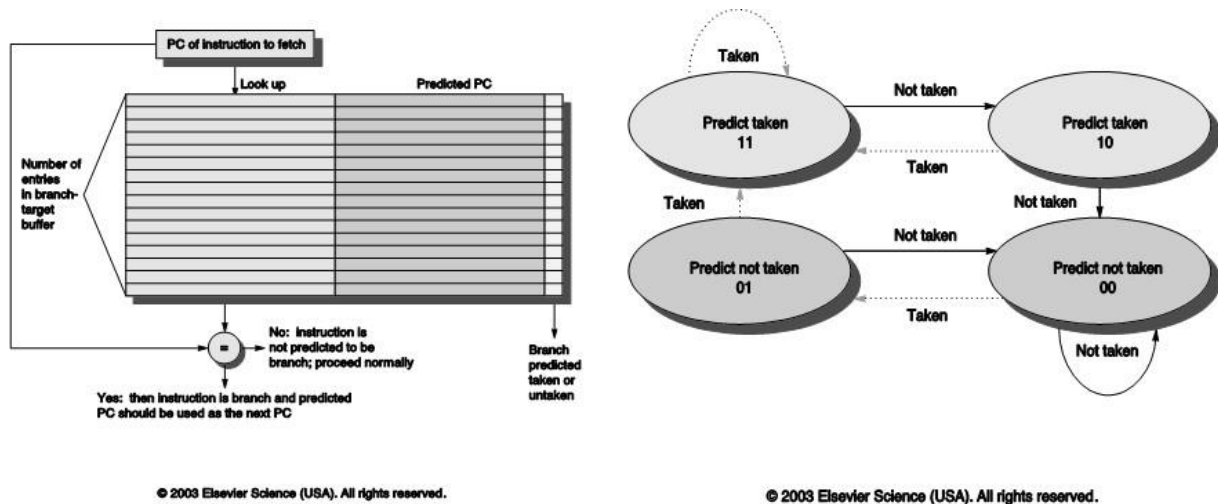 PC of instruction to fetch
Look up
Predicted PC
Number of
entries
in branch-
target
buffer
=
No: instruction is
not predicted to be
branch; proceed normally
Branch
predicted
taken or
untaken
Yes: then instruction is branch and predicted
PC should be used as the next PC
© 2003 Elsevier Science (USA). All rights reserved.
Taken
Predict taken
11
Not taken
Predict taken
10
Taken
Taken
Not taken
Predict not taken
01
Not taken
Predict not taken
00
Taken
Not taken
© 2003 Elsevier Science (USA). All rights reserved.